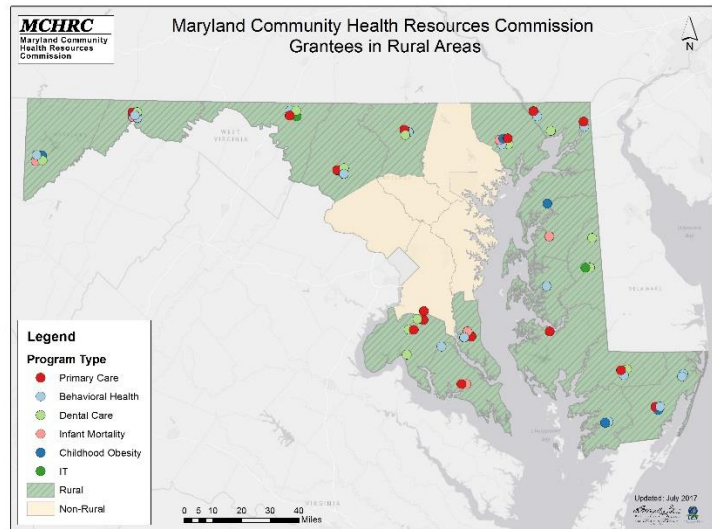 MCHRC
Maryland Community
Health Resources
Commission
Maryland Community Health Resources Commission
Grantees in Rural Areas
N
WEST
VIRGINIA
DELAWARE
VIRGINIA
Legend
Program Type
Primary Care
Behavioral Health
Dental Care
Infant Mortality
Childhood Obesity
IT
Rural
Non-Rural
0 5 10 20 30 40
Miles
Updated: July 2017